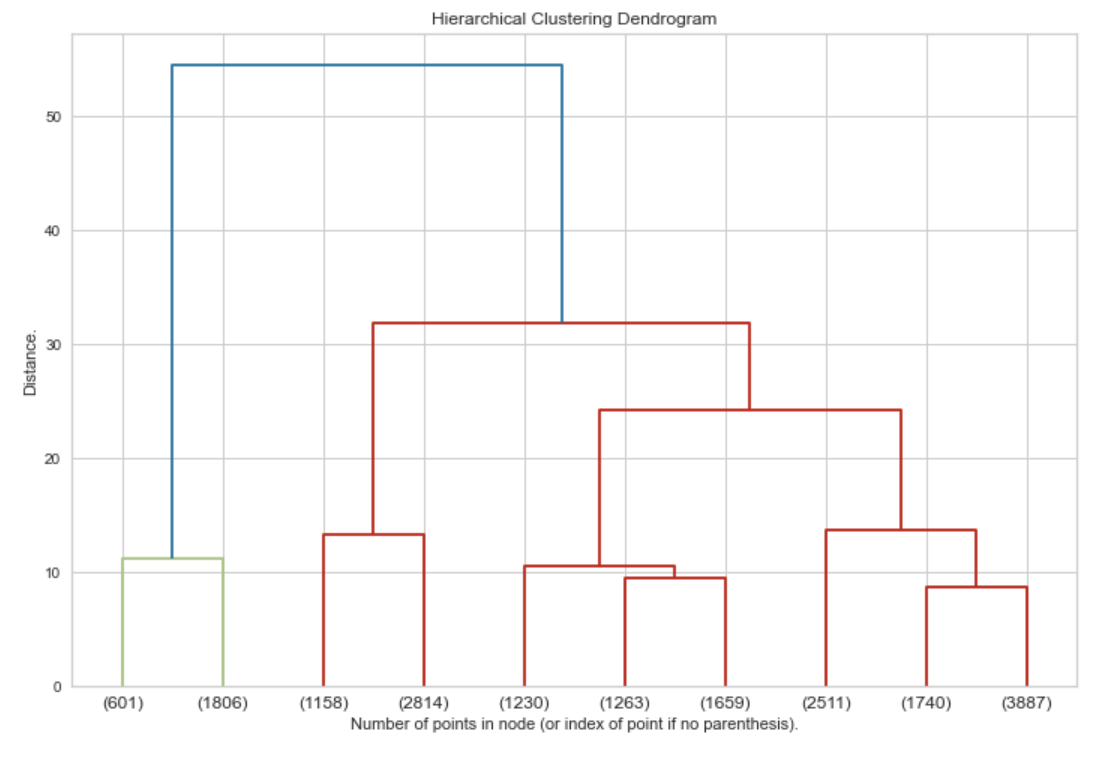 Hierarchical Clustering Dendrogram
50
40
30
20
10
0
Distance.
(601) (1806) (1158) (2814) (1230) (1263) (1659) (2511) (1740) (3887)
Number of points in node (or index of point if no parenthesis).